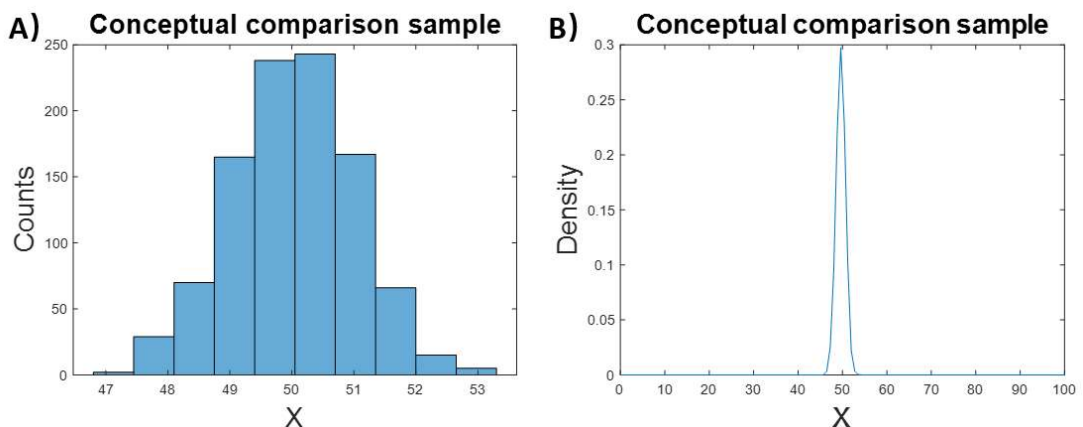 A) Conceptual comparison sample
250
200
150
100
50
0
Counts
47 48 49 50 51 52 53
X
B) Conceptual comparison sample
0.3
0.25
0.2
0.15
0.1
0.05
0
Density
0 10 20 30 40 50 60 70 80 90 100
X